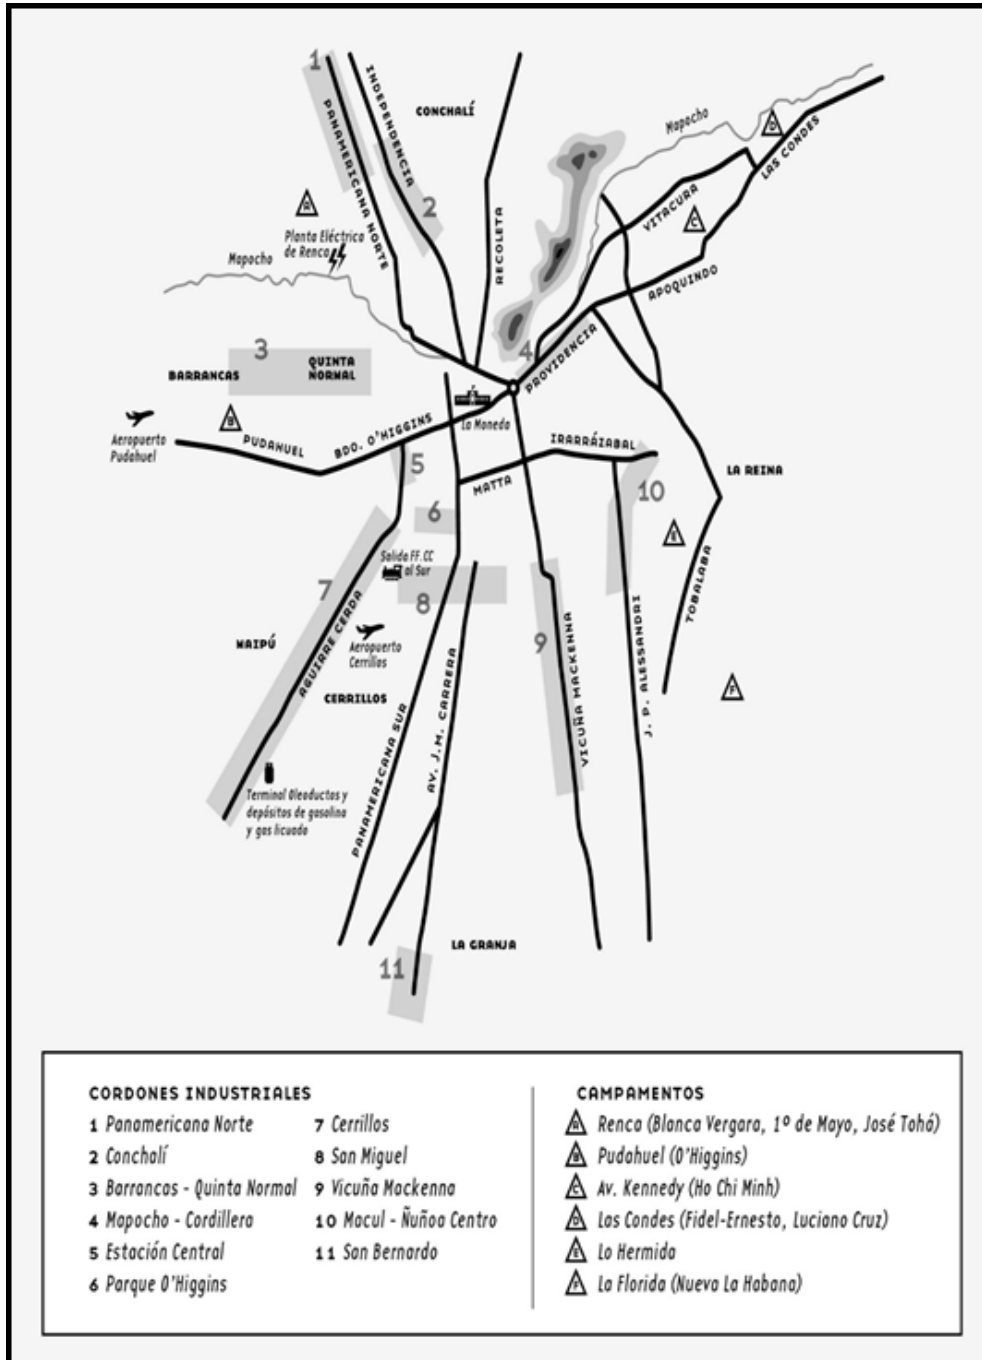 1
PANAMERICANA NORTE
INDEPENDENCIA
CONCHALÍ
2
RECOLETA
Mapocho
D
LAS CONDES
VITACURA
C
APOQUINDO
A
Planta Eléctrica
de Renca
Mapocho
3
BARRANCAS
QUINTA
NORMAL
4
PROVIDENCIA
La Moneda
B
Aeropuerto
Pudahuel
PUDAHUEL
BDO. O'HIGGINS
5
MATTA
IRARRÁZABAL
10
LA REINA
6
E
TOBALABA
Salida FF.CC
al Sur
7
8
AGUIRRE CERDA
MAIPÚ
Aeropuerto
Cerrillos
CERRILLOS
9
VICUÑA MACKENNA
J. P. ALESSANDRI
F
PANAMERICANA SUR
AV. J.M. CARRERA
Terminal Oleoductos y
depósitos de gasolina
y gas licuado
LA GRANJA
11
CORDONES INDUSTRIALES
1 Panamericana Norte
2 Conchalí
3 Barrancas - Quinta Normal
4 Mapocho - Cordillera
5 Estación Central
6 Parque O'Higgins
7 Cerrillos
8 San Miguel
9 Vicuña Mackenna
10 Macul - Ñuñoa Centro
11 San Bernardo
CAMPAMENTOS
A Renca (Blanca Vergara, 1º de Mayo, José Tohá)
B Pudahuel (O'Higgins)
C Av. Kennedy (Ho Chi Minh)
D Las Condes (Fidel-Ernesto, Luciano Cruz)
E Lo Hermida
F La Florida (Nueva La Habana)